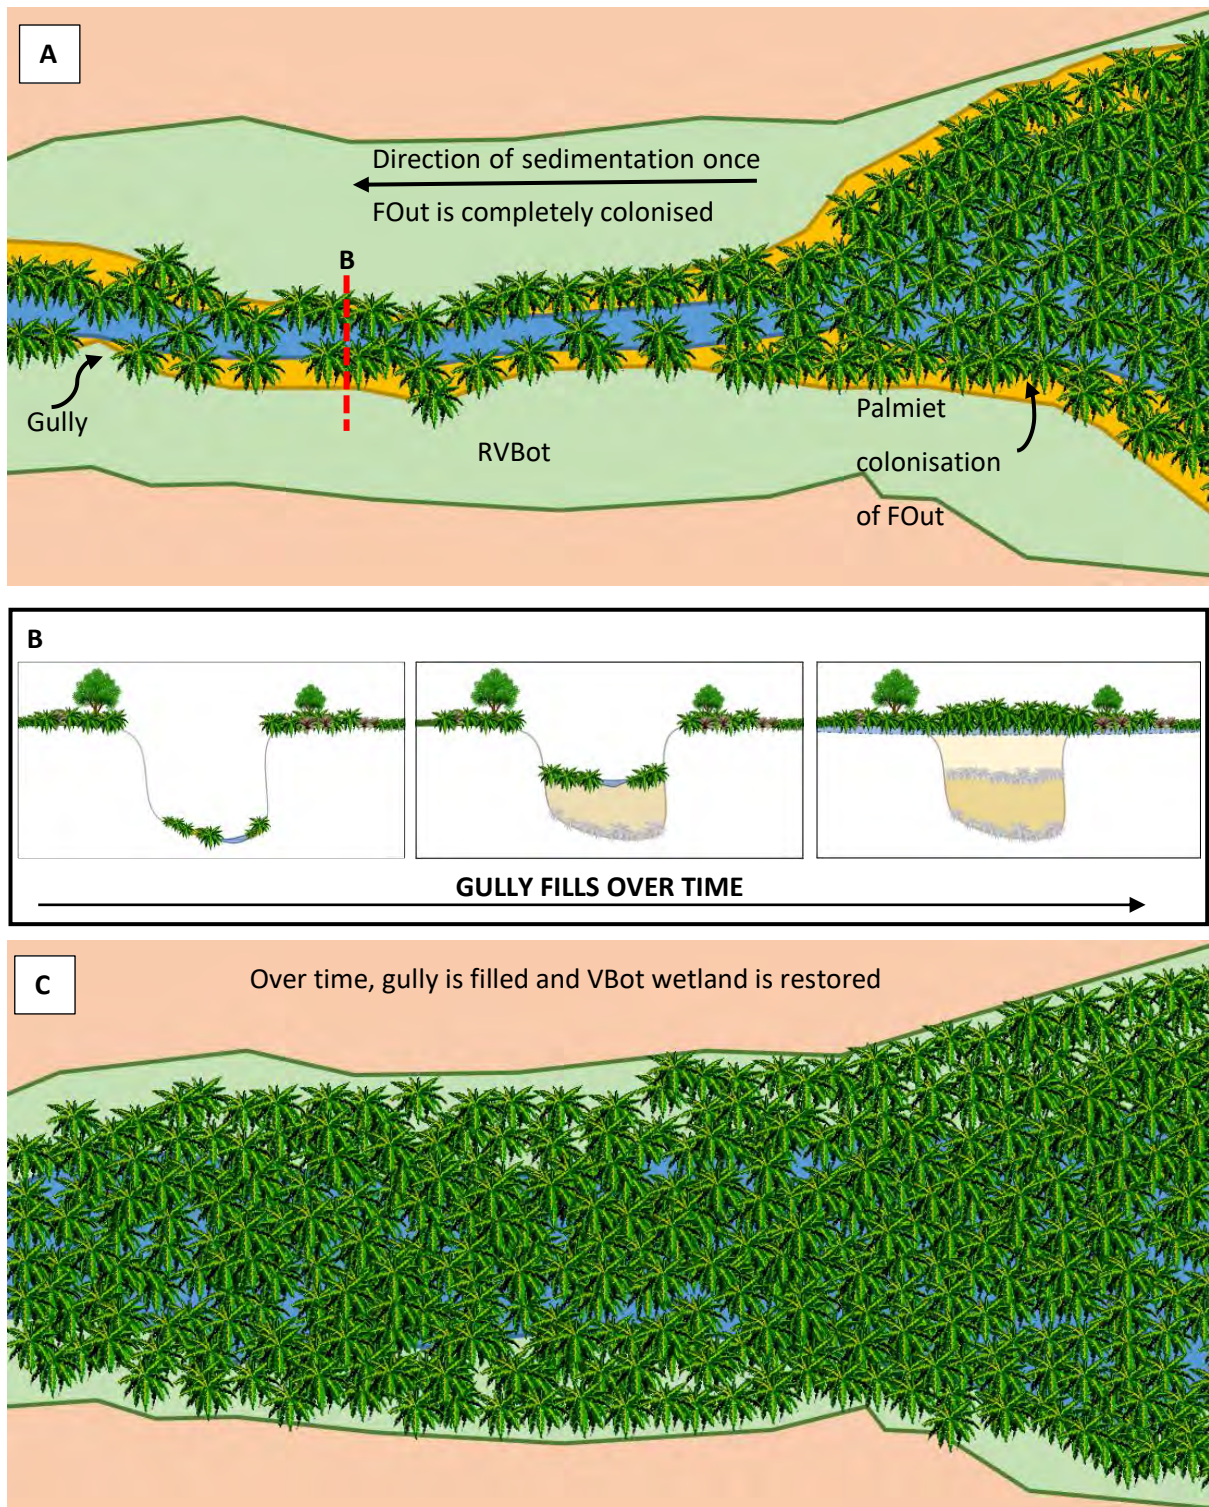 A
Direction of sedimentation once
FOut is completely colonised
B
Gully
RVBot
Palmiet
colonisation
of FOut
B
GULLY FILLS OVER TIME
C
Over time, gully is filled and VBot wetland is restored